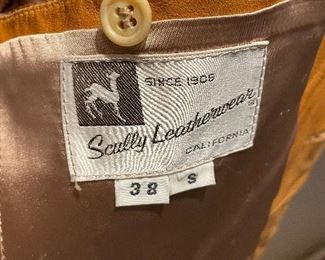 SINCE 1906
Scully Leatherwear
CALIFORNIA
38 S